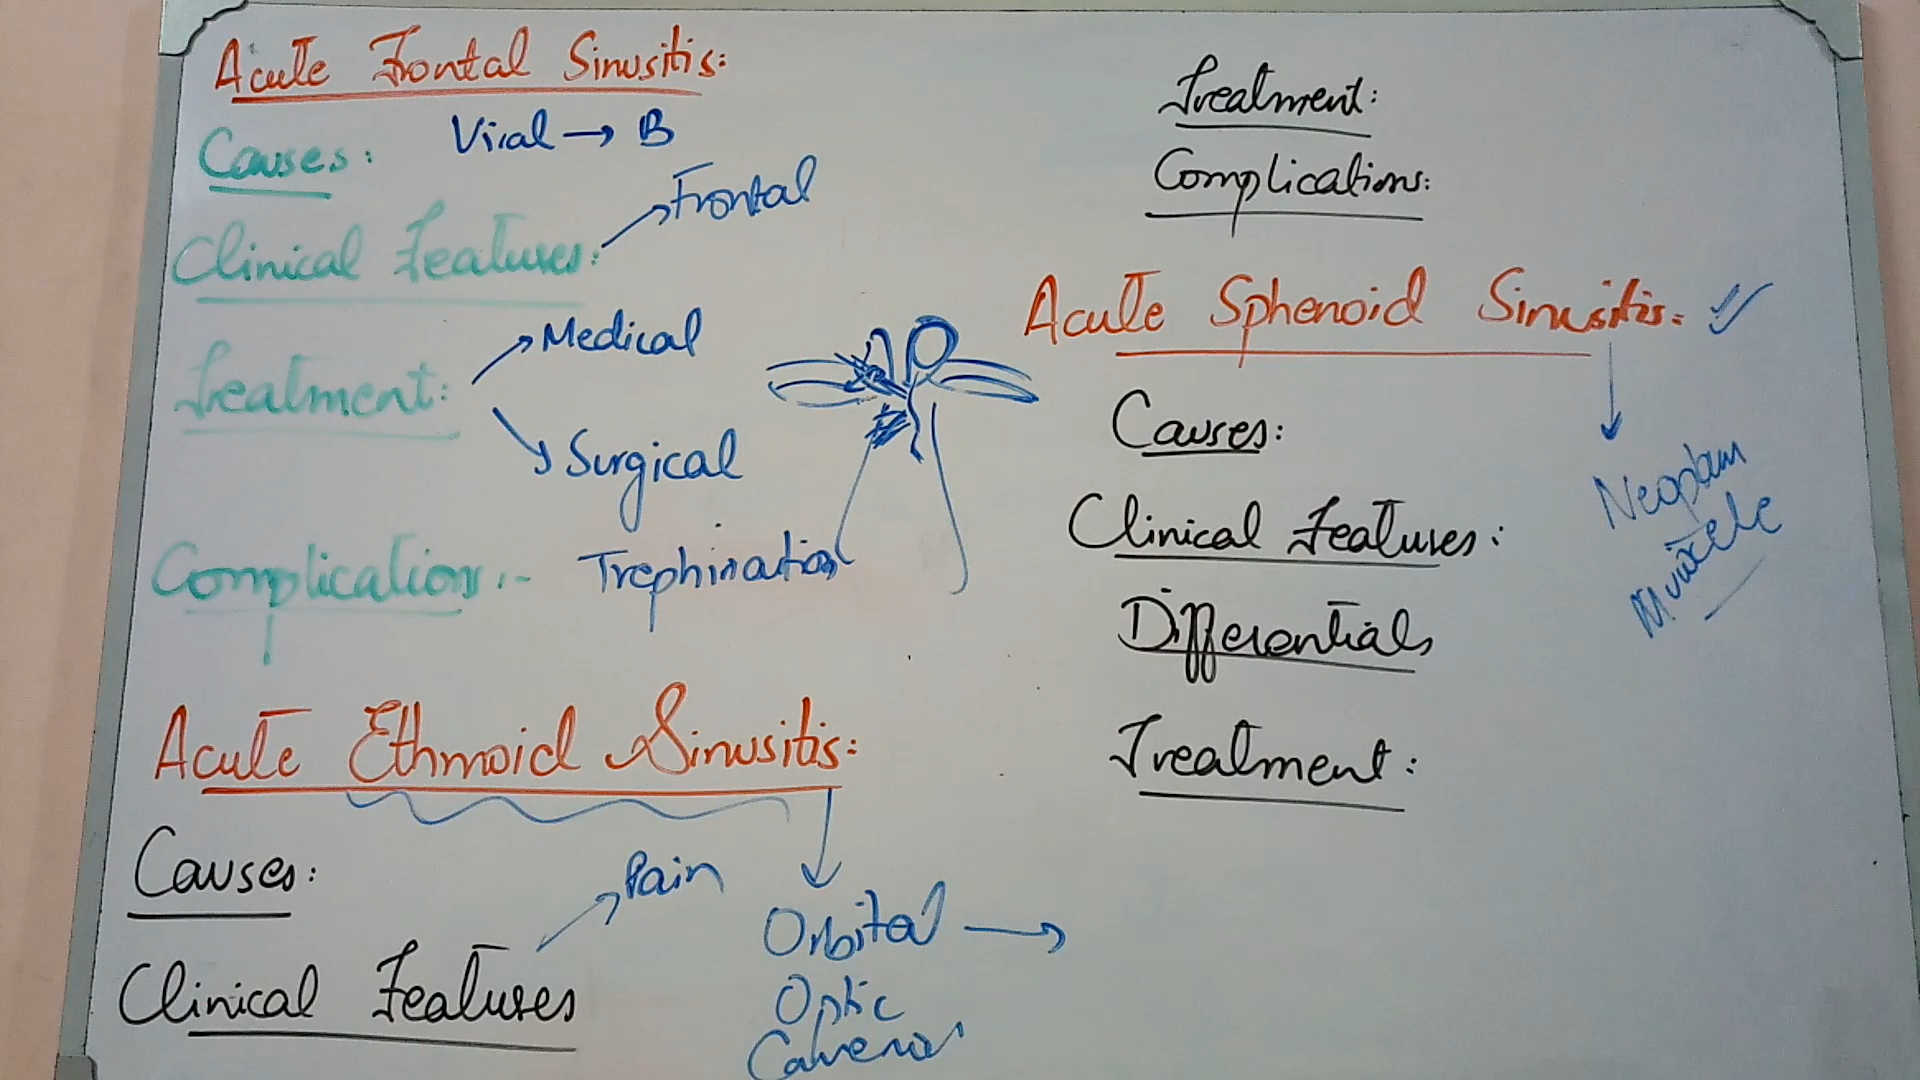 Acute Frontal Sinusitis:
Causes:
Viral → B
Clinical Features:
Frontal
Treatment:
Medical
Surgical
Complications:-
Trephination
Acute Ethmoid Sinusitis:
Causes:
Clinical Features
Pain
Orbital →
Optic
Treatment:
Complications:
Acute Sphenoid Sinusitis:
Causes:
Clinical Features:
Differentials
Treatment: